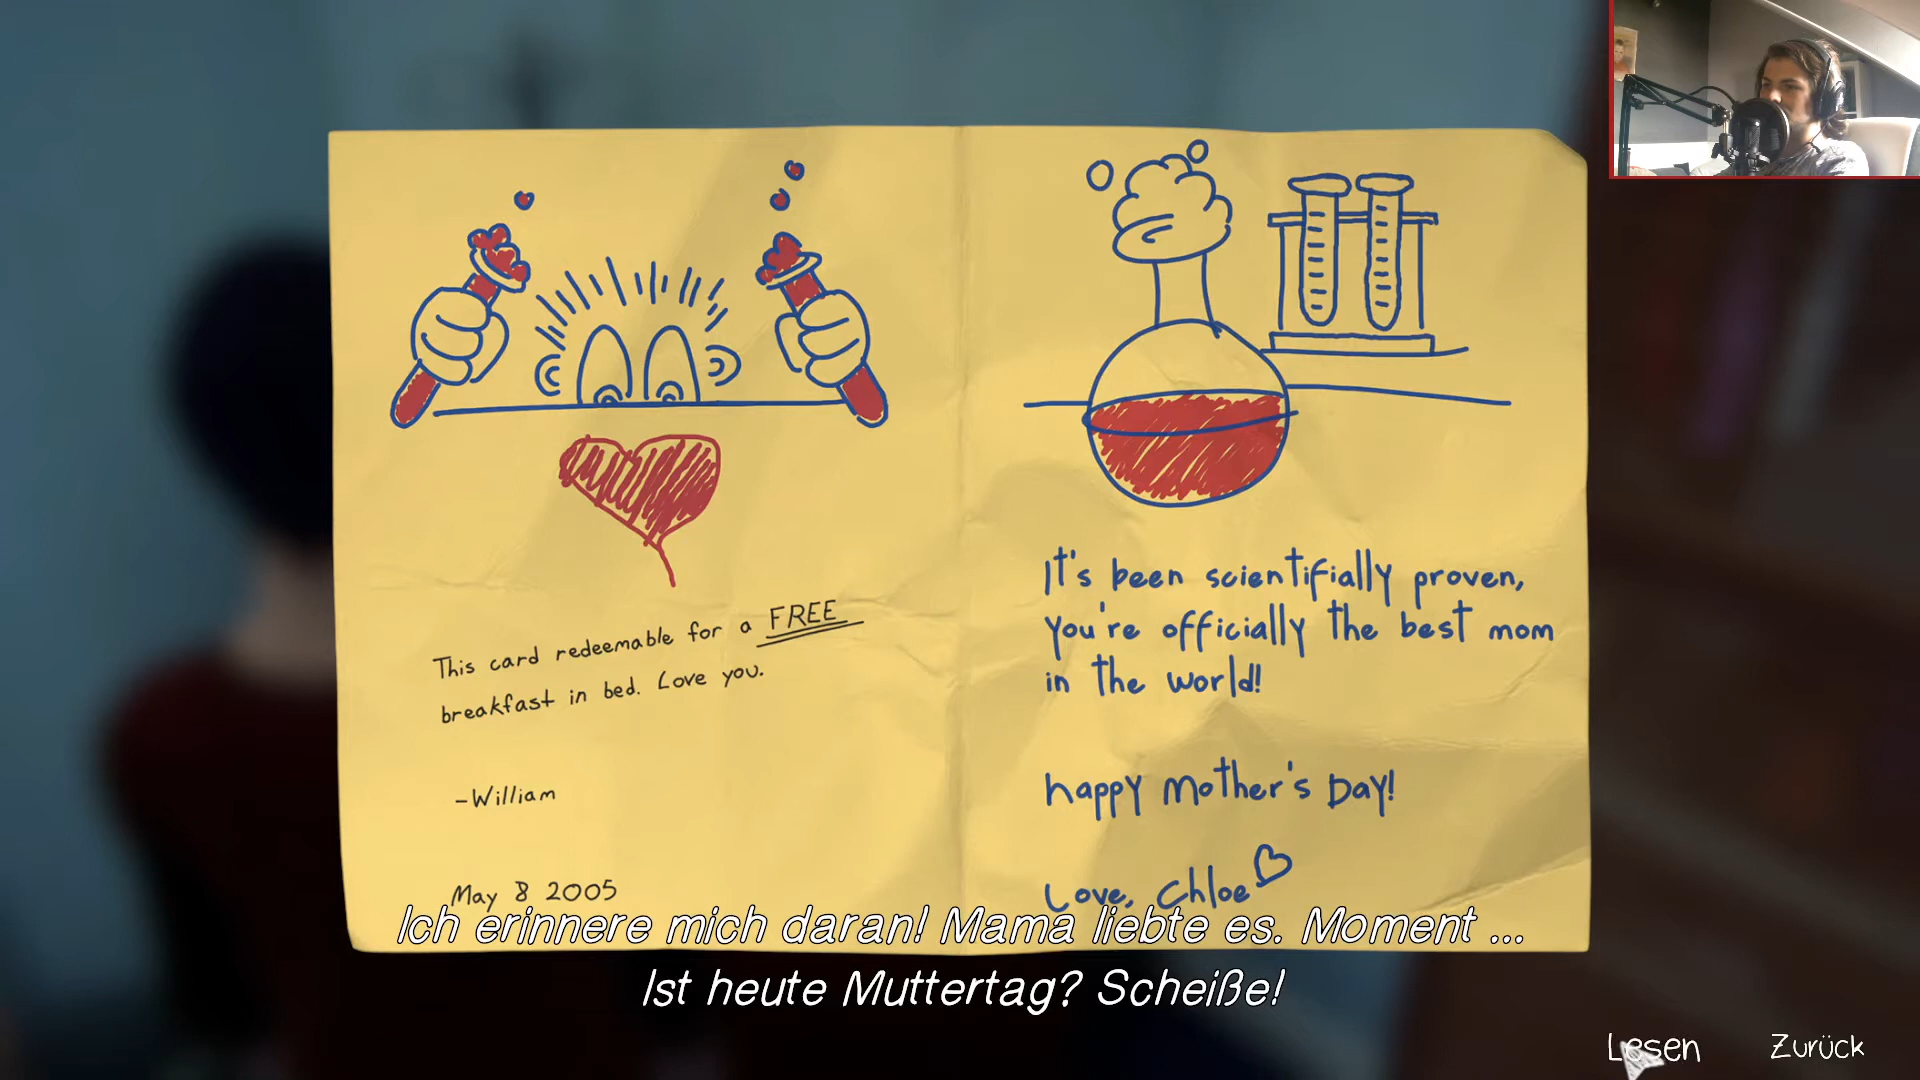 This card redeemable for a FREE
breakfast in bed. Love you.
-William
May 8 2005
It's been scientifially proven,
you're officially the best mom
in the world!
happy Mother's Day!
Love, Chloe
Ich erinnere mich daran! Mama liebte es. Moment ...
Ist heute Muttertag? Scheiße!
Lesen
Zurück